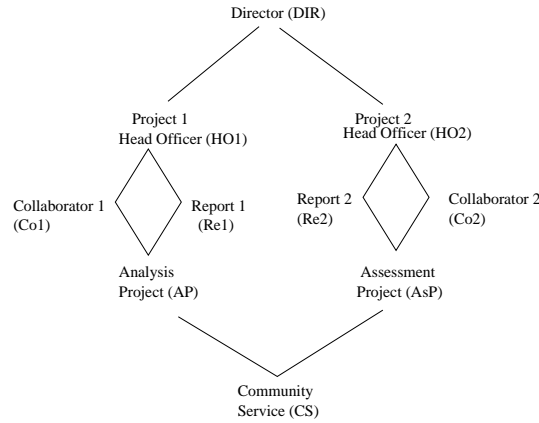 Director (DIR)
Project 1
Head Officer (HO1)
Project 2
Head Officer (HO2)
Collaborator 1
(Co1)
Report 1
(Re1)
Report 2
(Re2)
Collaborator 2
(Co2)
Analysis
Project (AP)
Assessment
Project (AsP)
Community
Service (CS)